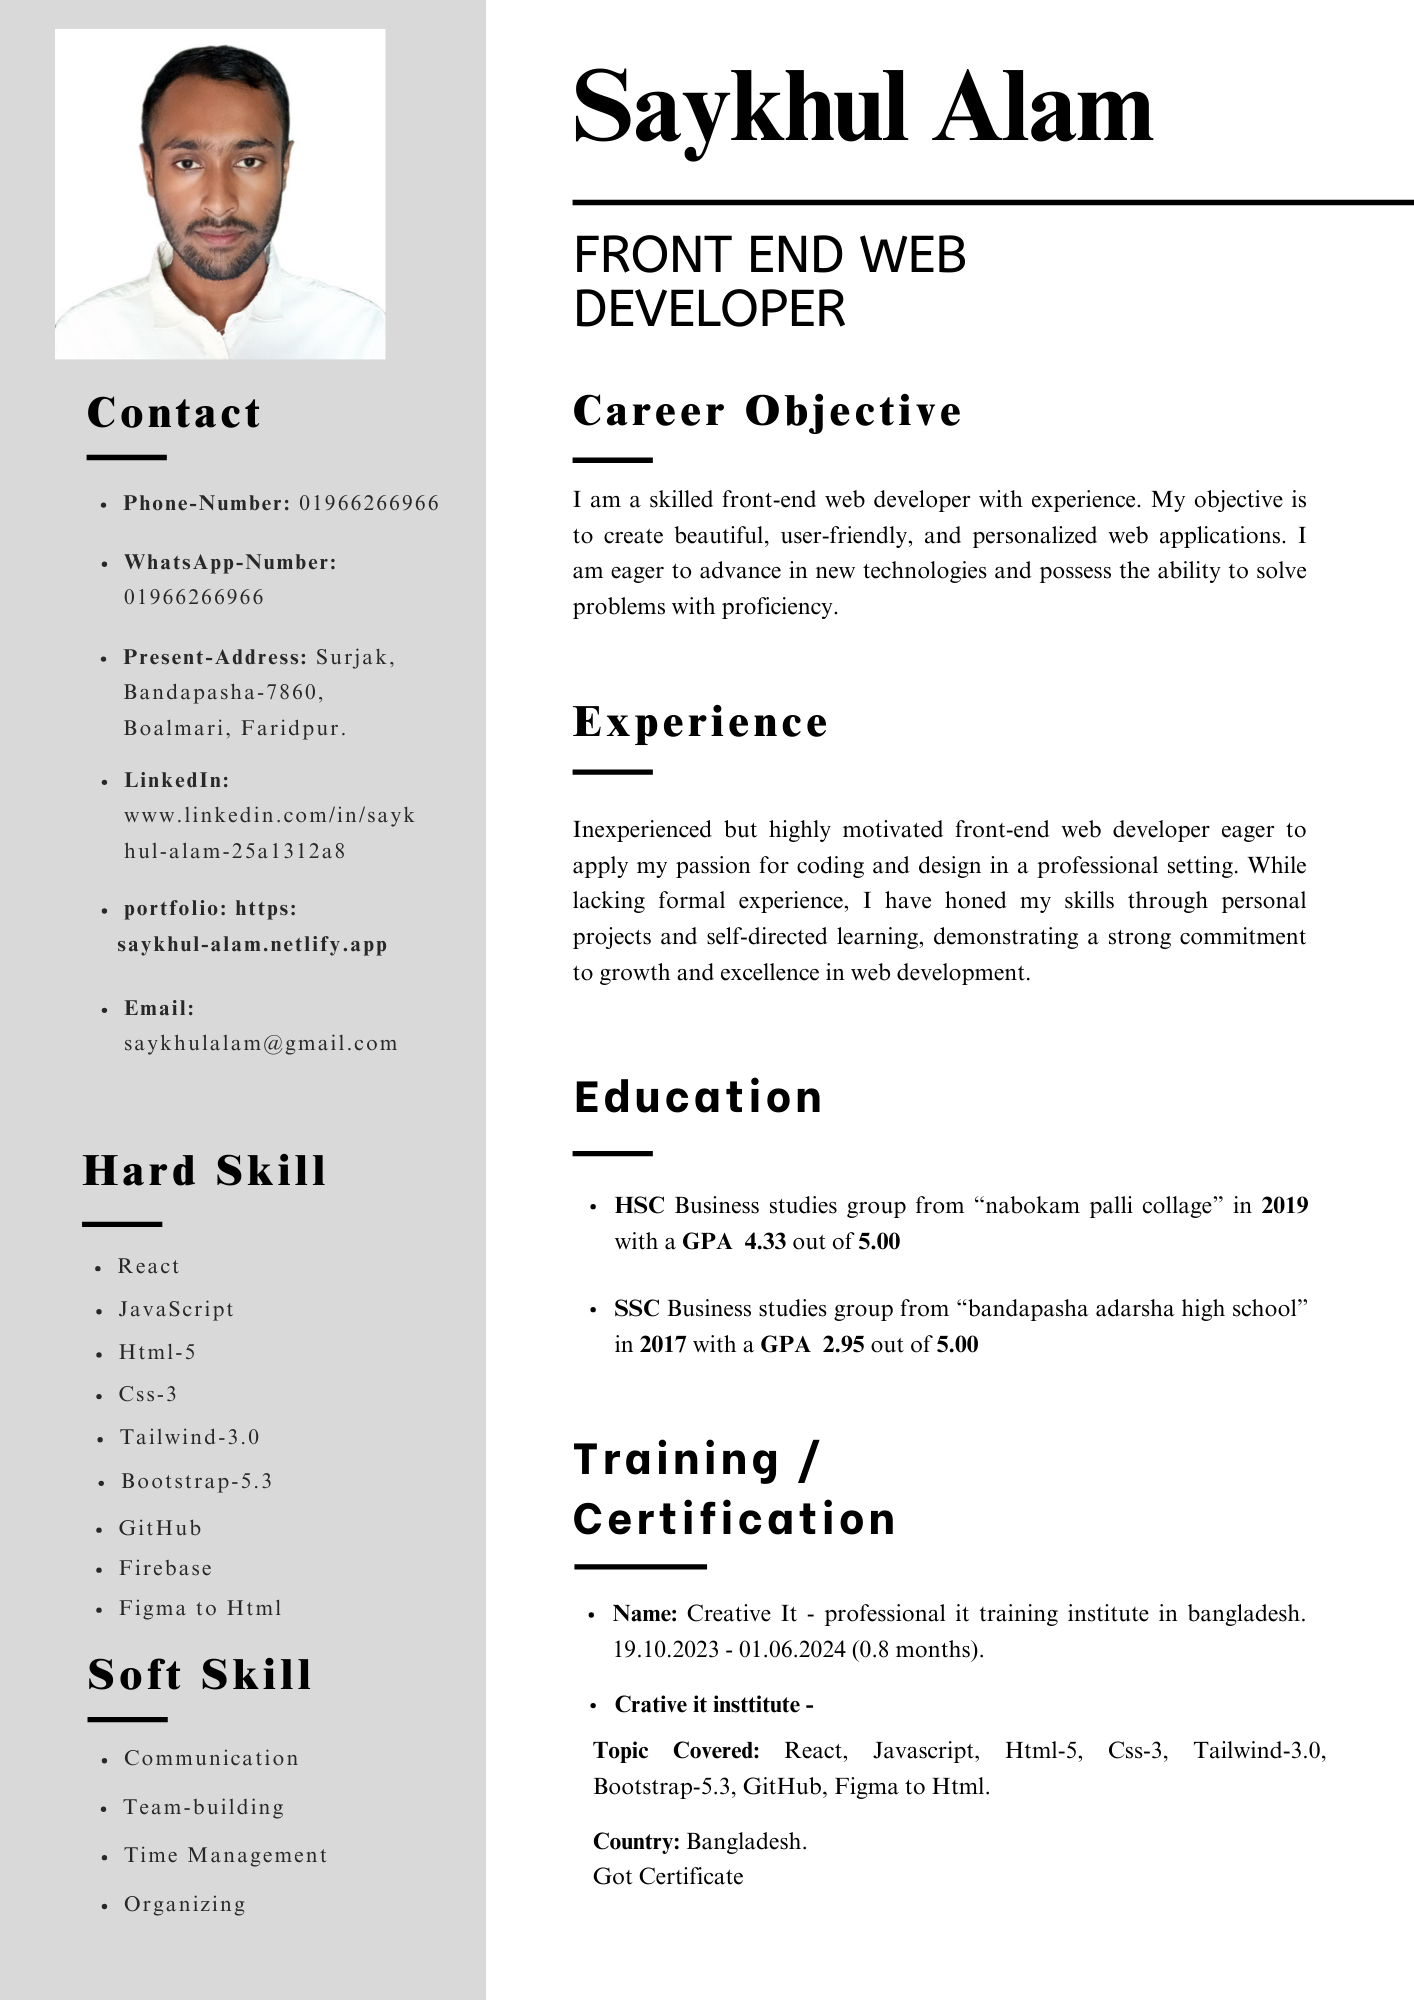 Saykhul Alam
FRONT END WEB
DEVELOPER
Contact
• Phone-Number: 01966266966
• WhatsApp-Number:
01966266966
• Present-Address: Surjak,
Bandapasha-7860,
Boalmari, Faridpur.
• LinkedIn:
www.linkedin.com/in/sayk
hul-alam-25a1312a8
• portfolio: https:
saykhul-alam.netlify.app
• Email:
saykhulalam@gmail.com
Hard Skill
• React
• JavaScript
• Html-5
• Css-3
• Tailwind-3.0
• Bootstrap-5.3
• GitHub
• Firebase
• Figma to Html
Soft Skill
• Communication
• Team-building
• Time Management
• Organizing
Career Objective
I am a skilled front-end web developer with experience. My objective is
to create beautiful, user-friendly, and personalized web applications. I
am eager to advance in new technologies and possess the ability to solve
problems with proficiency.
Experience
Inexperienced but highly motivated front-end web developer eager to
apply my passion for coding and design in a professional setting. While
lacking formal experience, I have honed my skills through personal
projects and self-directed learning, demonstrating a strong commitment
to growth and excellence in web development.
Education
• HSC Business studies group from “nabokam palli collage” in 2019
with a GPA 4.33 out of 5.00
• SSC Business studies group from “bandapasha adarsha high school”
in 2017 with a GPA 2.95 out of 5.00
Training /
Certification
• Name: Creative It - professional it training institute in bangladesh.
19.10.2023 - 01.06.2024 (0.8 months).
• Crative it insttitute -
Topic Covered: React, Javascript, Html-5, Css-3, Tailwind-3.0,
Bootstrap-5.3, GitHub, Figma to Html.
Country: Bangladesh.
Got Certificate